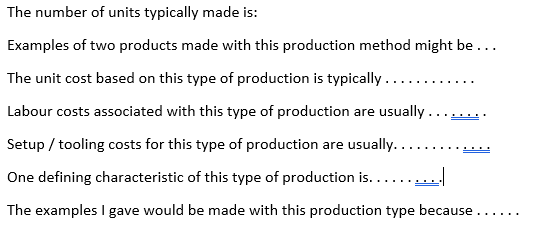 The number of units typically made is:
Examples of two products made with this production method might be . . .
The unit cost based on this type of production is typically . . . . . . . . . . . .
Labour costs associated with this type of production are usually . . . . . . . .
Setup / tooling costs for this type of production are usually. . . . . . . . . . . . .
One defining characteristic of this type of production is. . . . . . . . . . .
The examples I gave would be made with this production type because . . . . . .